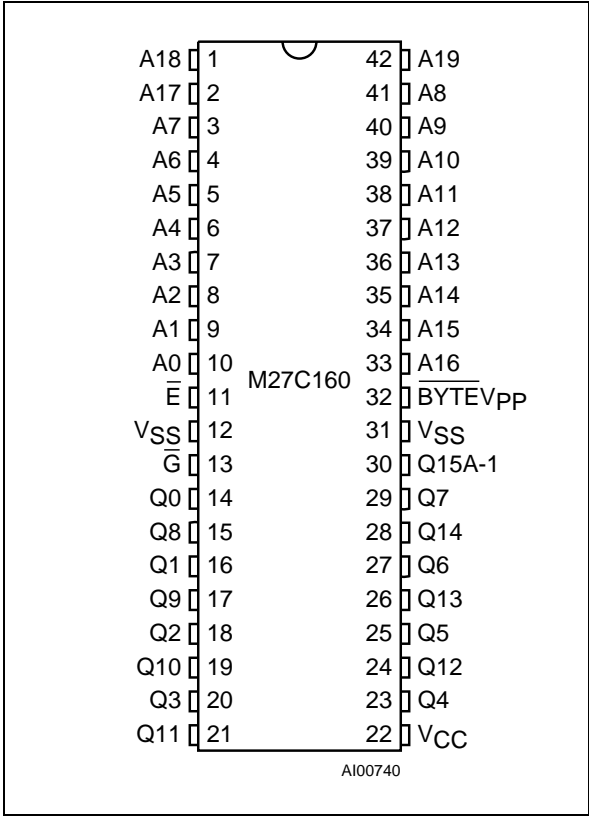 A18 1 42 A19
A17 2 41 A8
A7 3 40 A9
A6 4 39 A10
A5 5 38 A11
A4 6 37 A12
A3 7 36 A13
A2 8 35 A14
A1 9 34 A15
A0 10 33 A16
M27C160
E̅ 11 32 B̅Y̅T̅E̅VPP
VSS 12 31 VSS
G̅ 13 30 Q15A-1
Q0 14 29 Q7
Q8 15 28 Q14
Q1 16 27 Q6
Q9 17 26 Q13
Q2 18 25 Q5
Q10 19 24 Q12
Q3 20 23 Q4
Q11 21 22 VCC
AI00740